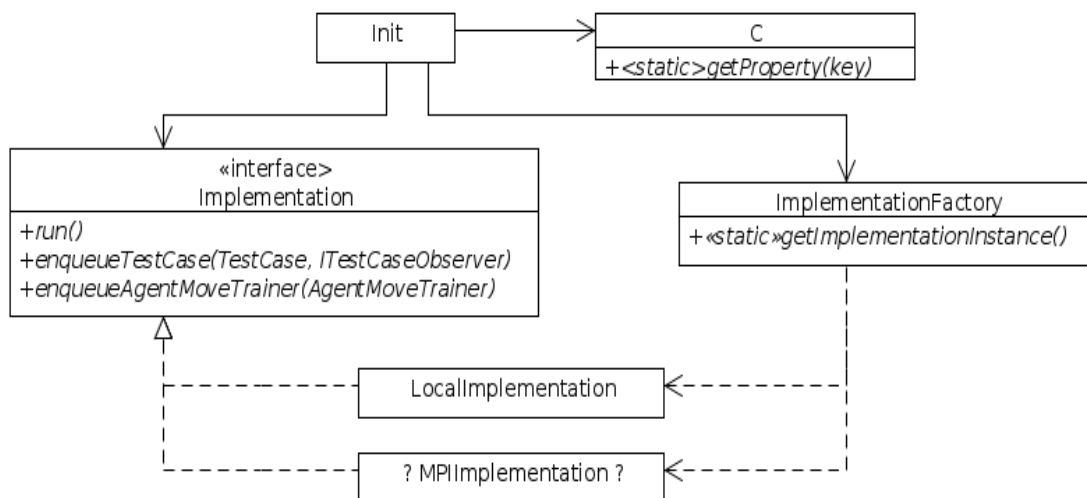 Init
C
+<static>getProperty(key)
«interface>
Implementation
+run()
+enqueueTestCase(TestCase, ITestCaseObserver)
+enqueueAgentMoveTrainer(AgentMoveTrainer)
ImplementationFactory
+«static»getImplementationInstance()
LocalImplementation
? MPIImplementation ?